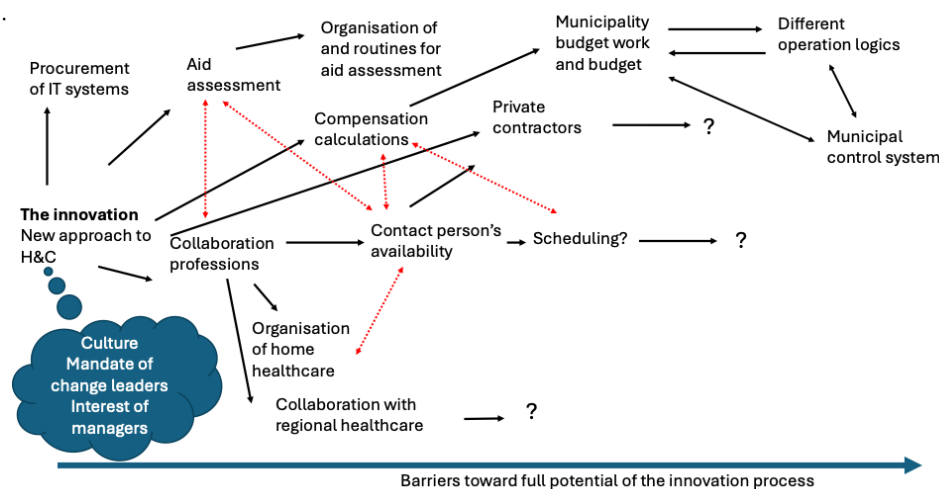 .
Organisation of
and routines for
aid assessment
Municipality
budget work
and budget
Different
operation logics
Procurement
of IT systems
Aid
assessment
Compensation
calculations
Private
contractors
?
Municipal
control system
The innovation
New approach to
H&C
Collaboration
professions
Contact person's
availability
Scheduling?
?
Organisation
of home
healthcare
Collaboration with
regional healthcare
?
Culture
Mandate of
change leaders
Interest of
managers
Barriers toward full potential of the innovation process